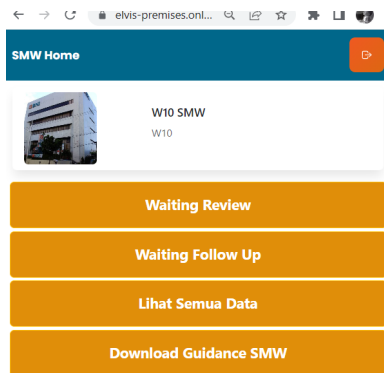 elvis-premises.onl...
SMW Home
W10 SMW
W10
Waiting Review
Waiting Follow Up
Lihat Semua Data
Download Guidance SMW